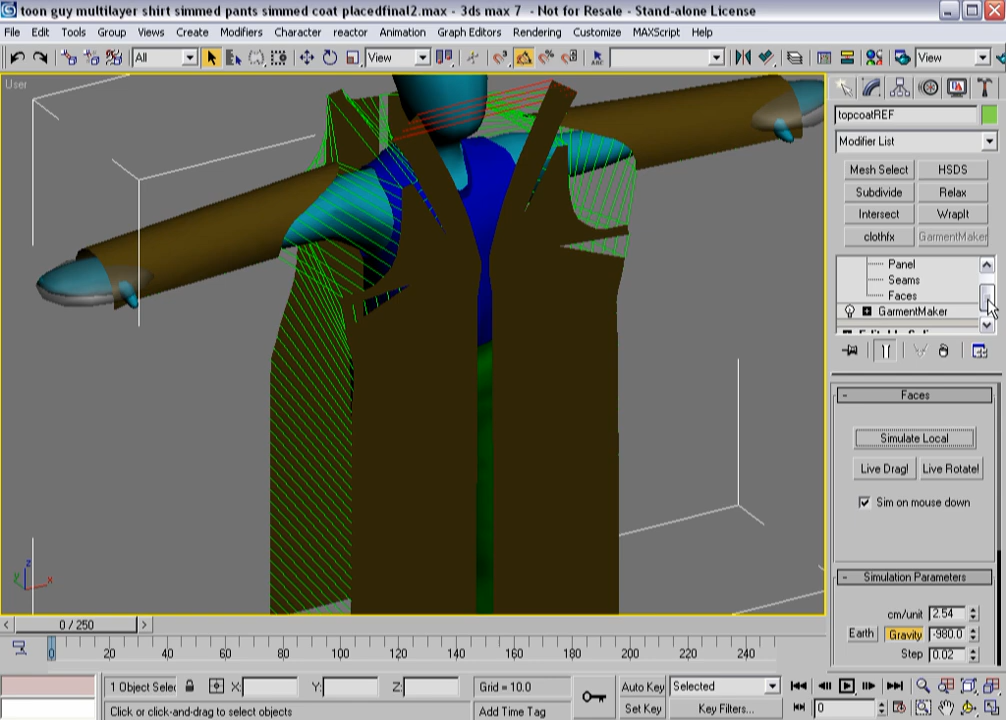 toon guy multilayer shirt simmed pants simmed coat placedfinal2.max - 3ds max 7 - Not for Resale - Stand-alone License
File Edit Tools Group Views Create Modifiers Character reactor Animation Graph Editors Rendering Customize MAXScript Help
All View View
User
topcoatREF
Modifier List
Mesh Select HSDS
Subdivide Relax
Intersect WrapIt
clothfx GarmentMaker
Panel
Seams
Faces
GarmentMaker
- Faces
Simulate Local
Live Drag! Live Rotate!
Sim on mouse down
- Simulation Parameters
cm/unit 2.54
Earth Gravity -980.0
Step 0.02
z
y x
< 0 / 250 >
0 20 40 60 80 100 120 140 160 180 200 220 240
1 Object Selec X: Y: Z: Grid = 10.0 Auto Key Selected
Click or click-and-drag to select objects Add Time Tag Set Key Key Filters... 0